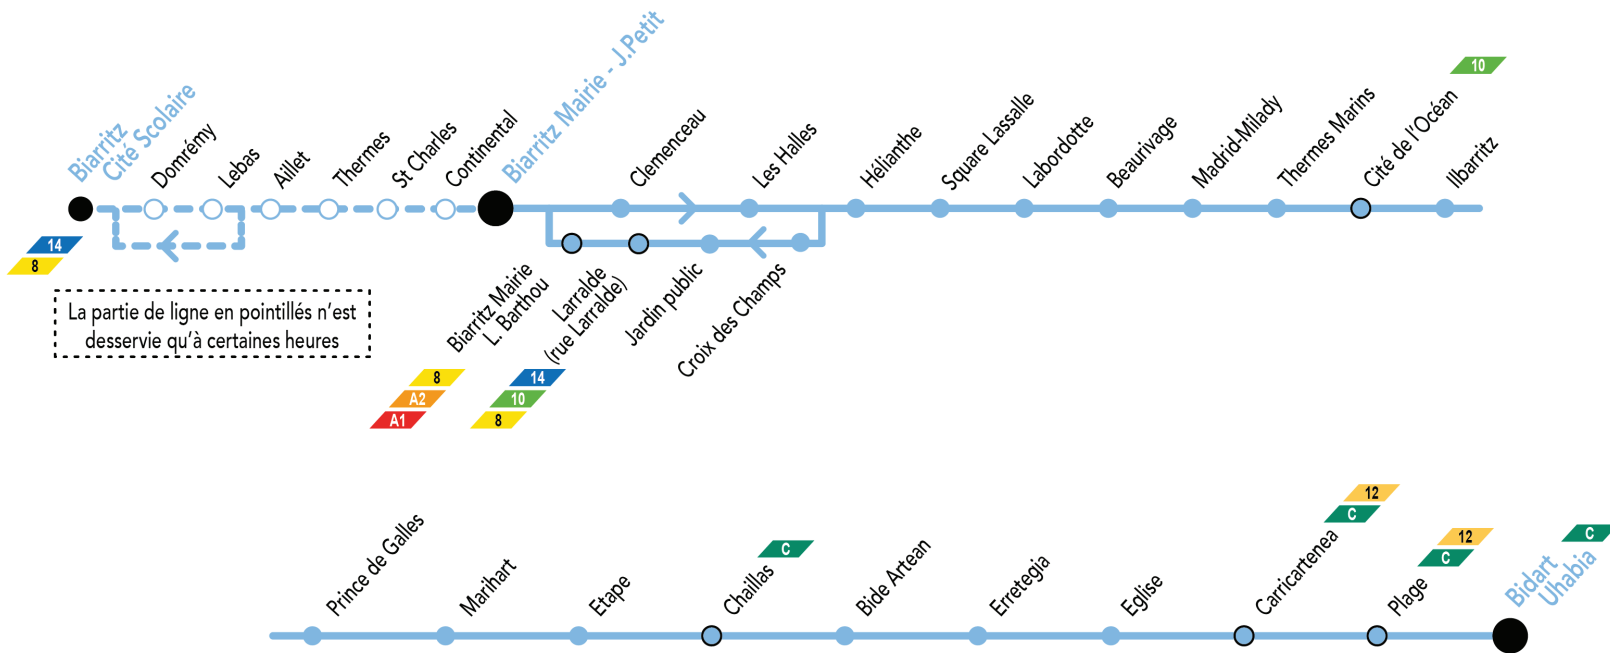 Biarritz
Cité Scolaire
Domrémy
Lebas
Aillet
Thermes
St Charles
Continental
Biarritz Mairie - J.Petit
Clemenceau
Les Halles
Hélianthe
Square Lassalle
Labordotte
Beaurivage
Madrid-Milady
Thermes Marins
Cité de l'Océan
10
Ilbarritz
14
8
La partie de ligne en pointillés n'est
desservie qu'à certaines heures
Biarritz Mairie
L. Barthou
8
A2
A1
Larralde
(rue Larralde)
14
10
8
Jardin public
Croix des Champs
Prince de Galles
Marihart
Etape
Chaillas
C
Bide Artean
Erretegia
Eglise
Carricartenea
12
C
Plage
12
C
Bidart
Uhabia
C